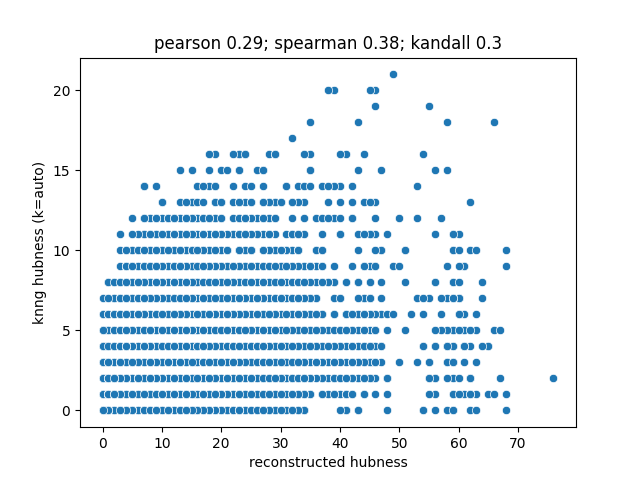 pearson 0.29; spearman 0.38; kandall 0.3
20
15
10
5
0
knng hubness (k=auto)
0 10 20 30 40 50 60 70
reconstructed hubness